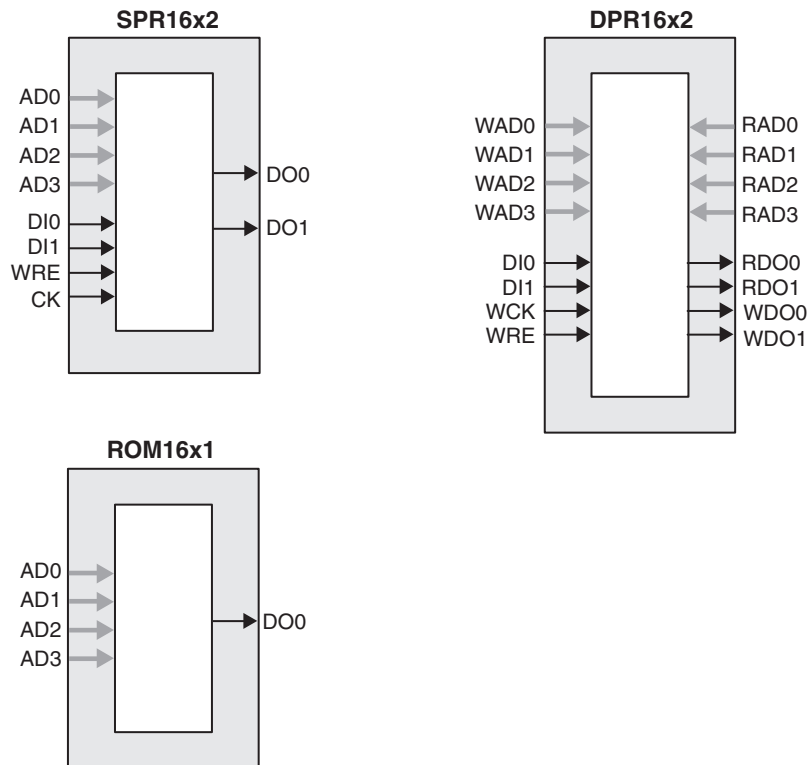 SPR16x2
AD0
AD1
AD2
AD3
DI0
DI1
WRE
CK
DO0
DO1
DPR16x2
WAD0
WAD1
WAD2
WAD3
DI0
DI1
WCK
WRE
RAD0
RAD1
RAD2
RAD3
RDO0
RDO1
WDO0
WDO1
ROM16x1
AD0
AD1
AD2
AD3
DO0